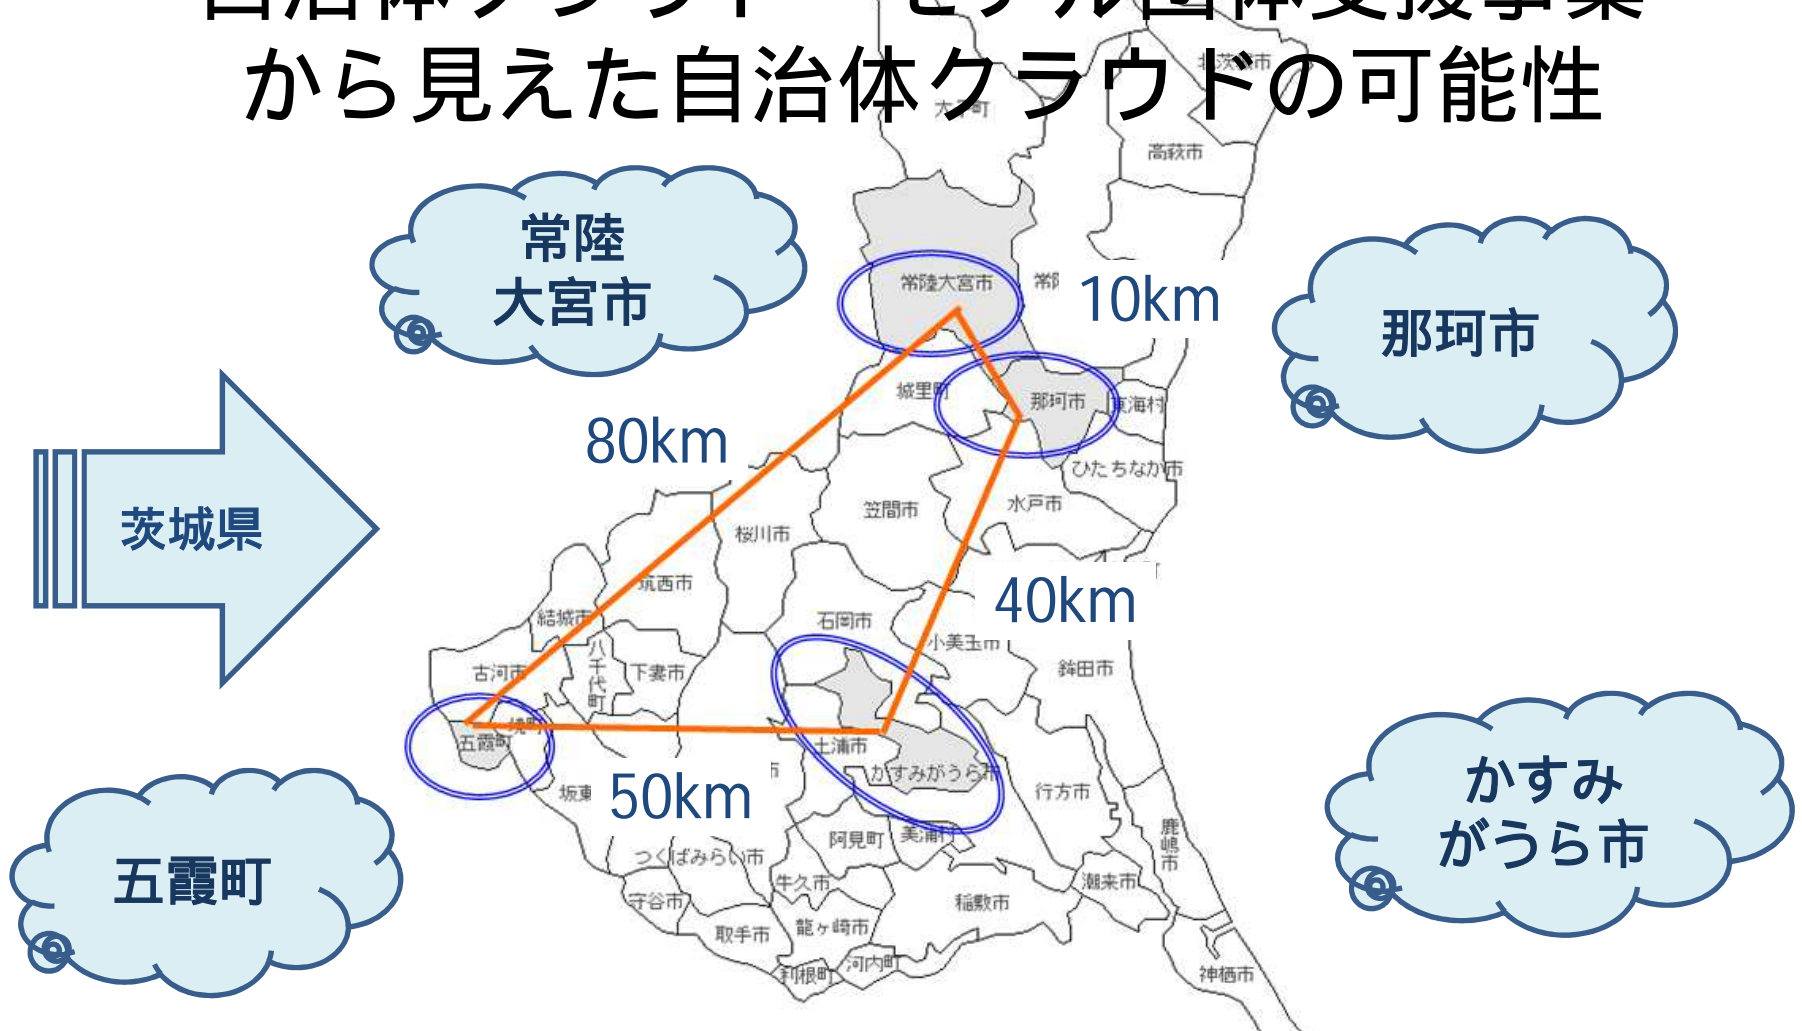 から見えた自治体クラウドの可能性
北茨城市
大子町
高萩市
常陸
大宮市
常陸大宮市
10km
那珂市
城里町
那珂市
東海村
80km
ひたちなか市
茨城県
笠間市
水戸市
桜川市
筑西市
40km
結城市
石岡市
小美玉市
古河市
八千代町
下妻市
鉾田市
境町
五霞町
土浦市
かすみがうら市
50km
行方市
かすみ
がうら市
五霞町
阿見町
美浦村
鹿嶋市
つくばみらい市
牛久市
潮来市
守谷市
稲敷市
取手市
龍ヶ崎市
利根町
河内町
神栖市